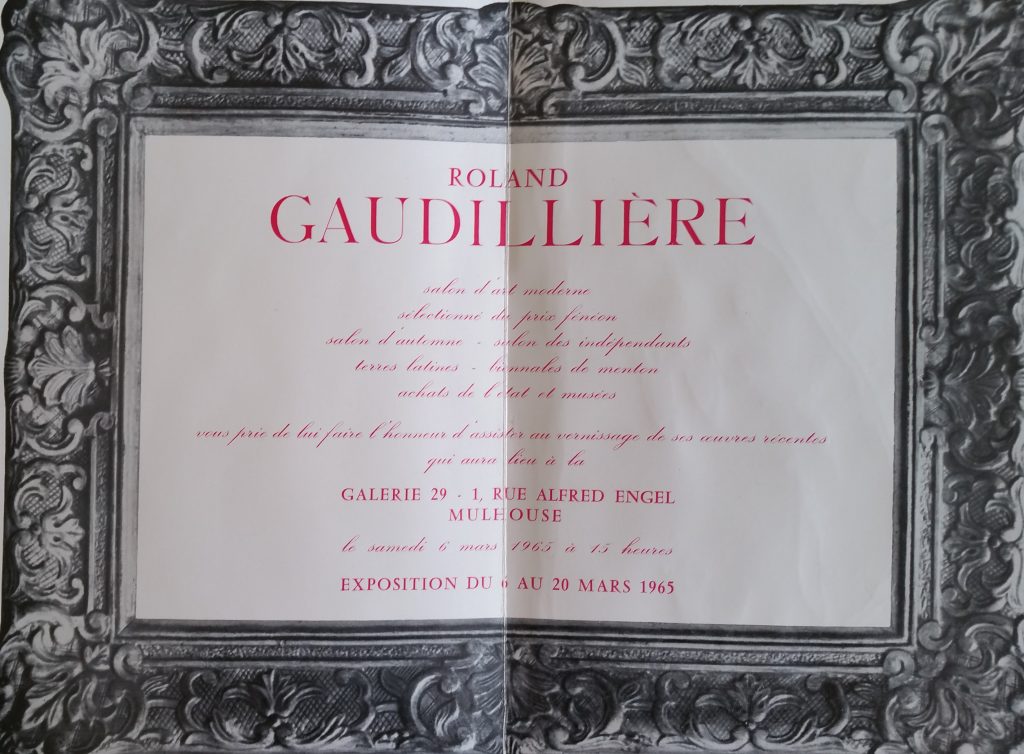 ROLAND
GAUDILLIÈRE
salon d'art moderne
sélectionné du prix fénéon
salon d'automne - salon des indépendants
terres latines - biennales de menton
achats de l'état et musées
vous prie de lui faire l'honneur d'assister au vernissage de ses œuvres récentes
qui aura lieu à la
GALERIE 29 - 1, RUE ALFRED ENGEL
MULHOUSE
le samedi 6 mars 1965 à 15 heures
EXPOSITION DU 6 AU 20 MARS 1965